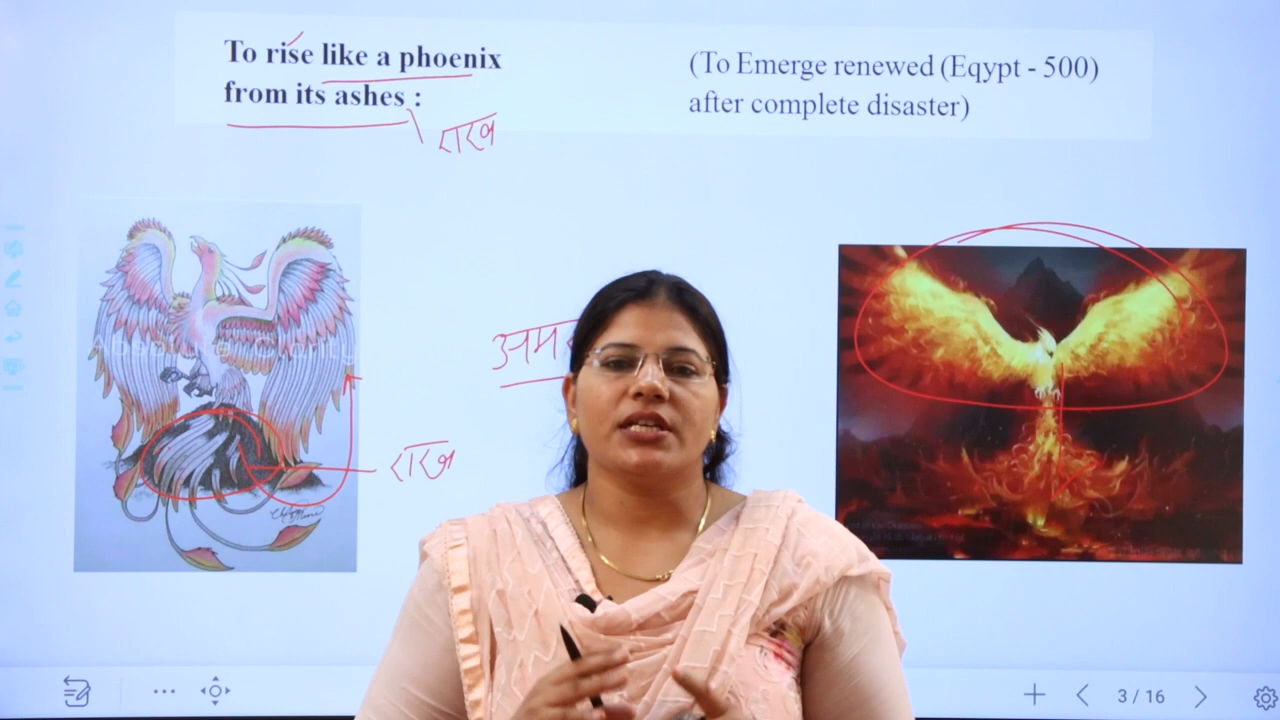 To rise like a phoenix
from its ashes :
(To Emerge renewed (Eqypt - 500)
after complete disaster)
राख
राख
3 / 16